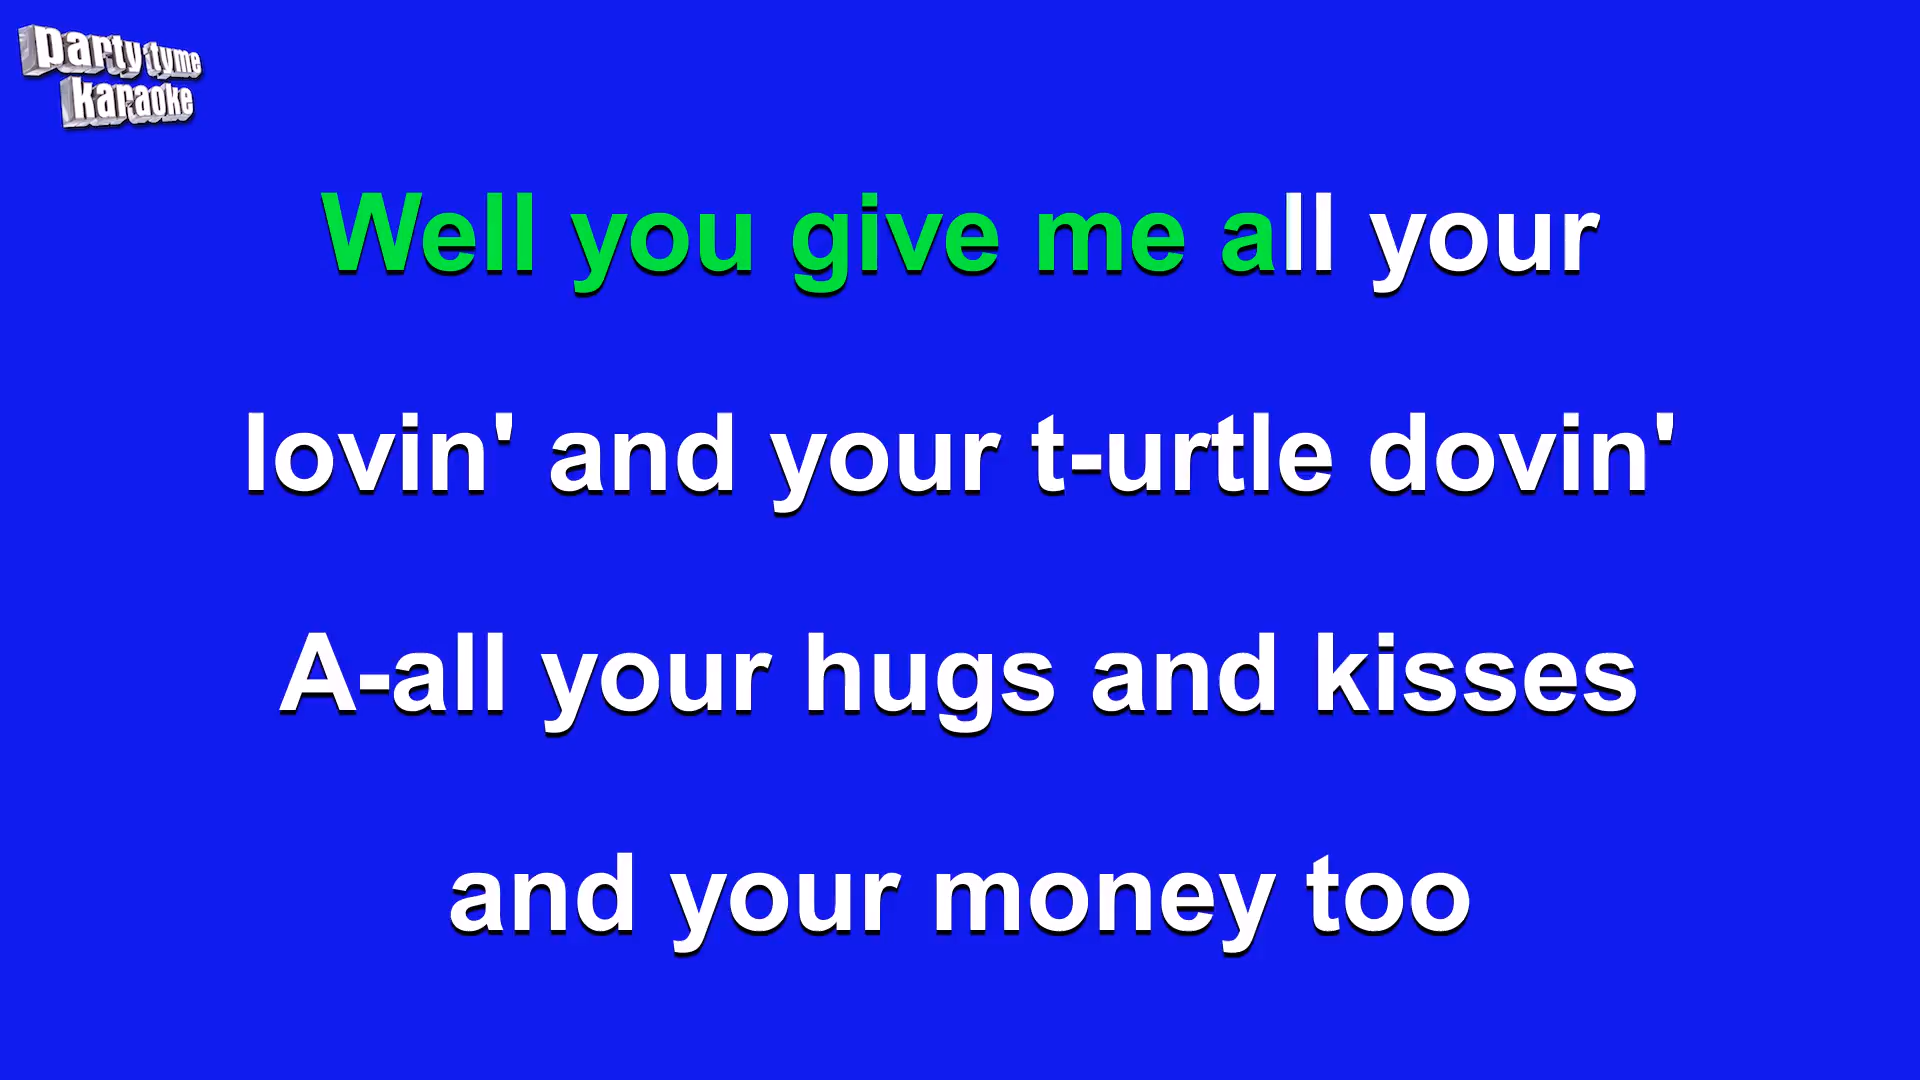 party tyme
karaoke
Well you give me all your
lovin' and your t-urtle dovin'
A-all your hugs and kisses
and your money too